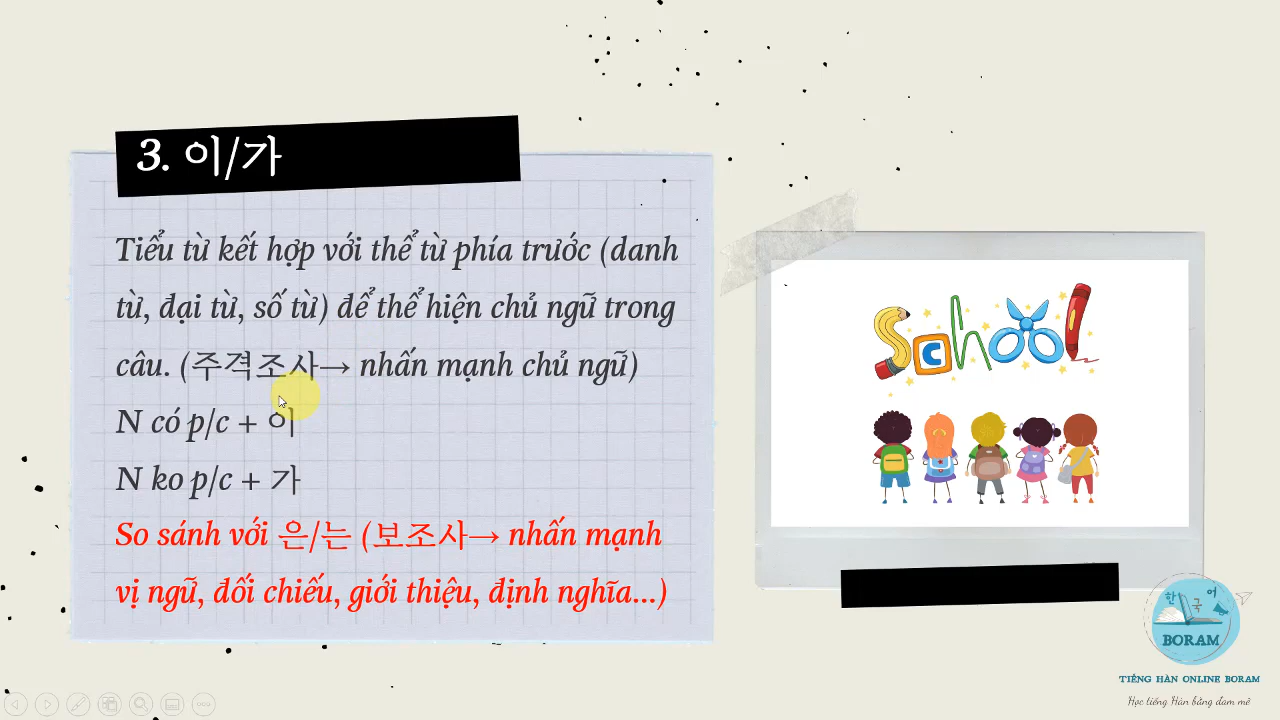 3. 이/가
Tiểu từ kết hợp với thể từ phía trước (danh
từ, đại từ, số từ) để thể hiện chủ ngữ trong
câu. (주격조사→ nhấn mạnh chủ ngữ)
N có p/c + 이
N ko p/c + 가
So sánh với 은/는 (보조사→ nhấn mạnh
vị ngữ, đối chiếu, giới thiệu, định nghĩa...)
School
한국어
BORAM
TIẾNG HÀN ONLINE BORAM
Học tiếng Hàn bằng đam mê